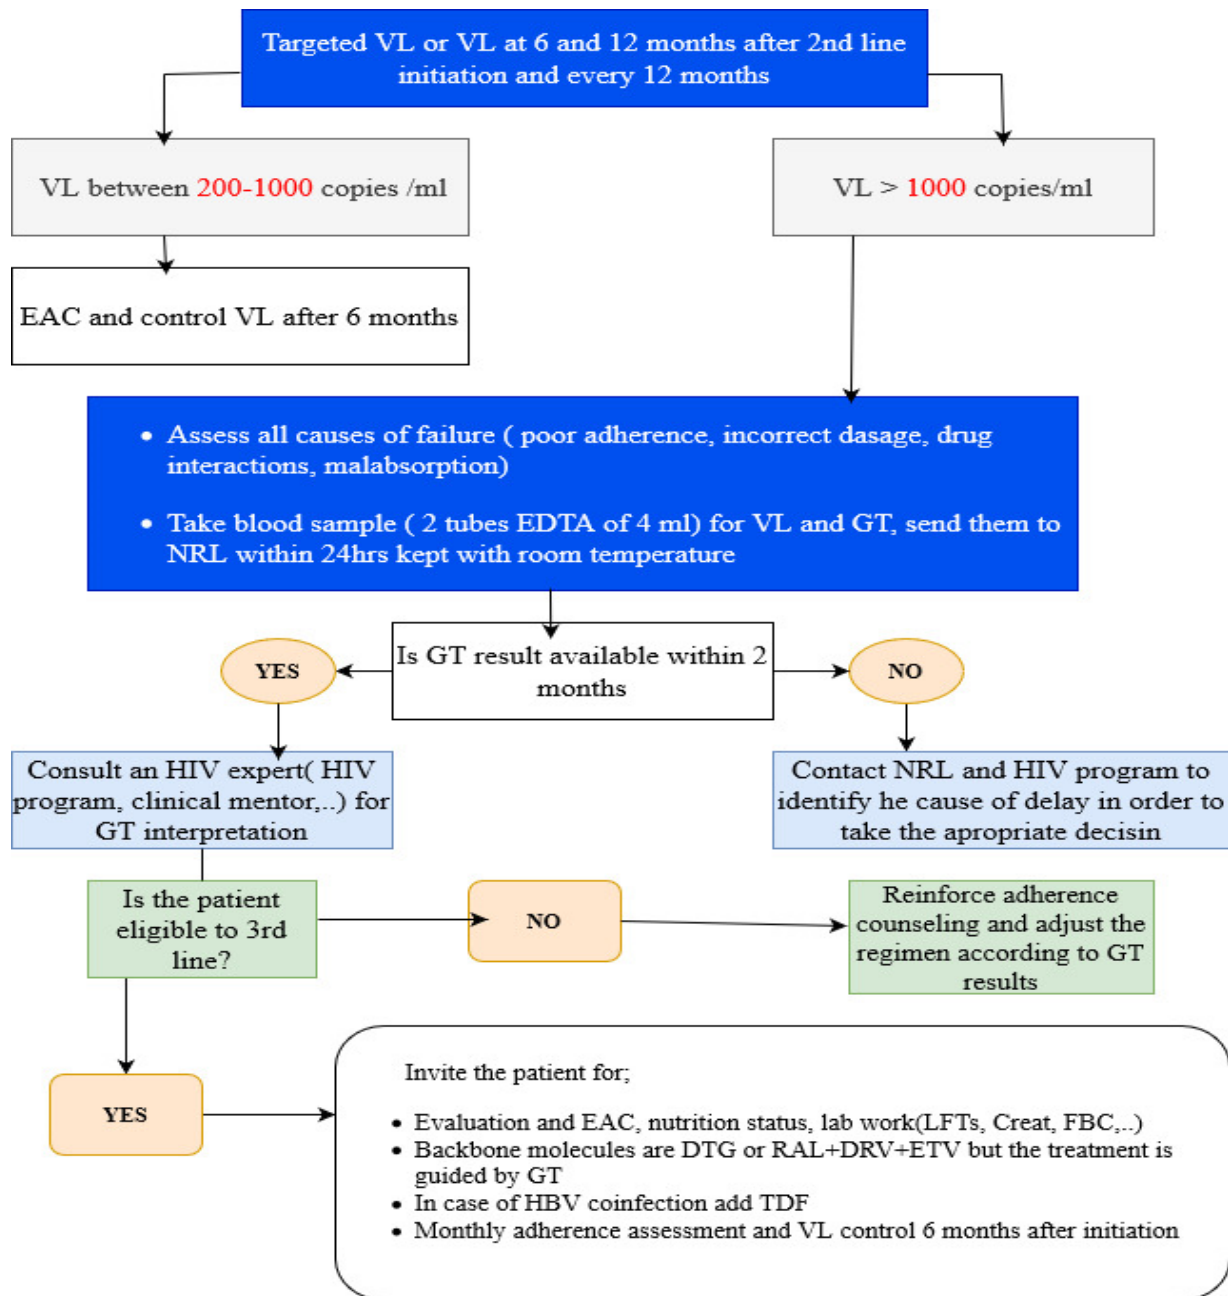 Targeted VL or VL at 6 and 12 months after 2nd line
initiation and every 12 months
VL between 200-1000 copies /ml
VL > 1000 copies/ml
EAC and control VL after 6 months
• Assess all causes of failure ( poor adherence, incorrect dasage, drug
interactions, malabsorption)
• Take blood sample ( 2 tubes EDTA of 4 ml) for VL and GT, send them to
NRL within 24hrs kept with room temperature
Is GT result available within 2
months
YES
NO
Consult an HIV expert( HIV
program, clinical mentor,..) for
GT interpretation
Contact NRL and HIV program to
identify he cause of delay in order to
take the apropriate decisin
Is the patient
eligible to 3rd
line?
NO
Reinforce adherence
counseling and adjust the
regimen according to GT
results
YES
Invite the patient for;
• Evaluation and EAC, nutrition status, lab work(LFTs, Creat, FBC,..)
• Backbone molecules are DTG or RAL+DRV+ETV but the treatment is
guided by GT
• In case of HBV coinfection add TDF
• Monthly adherence assessment and VL control 6 months after initiation